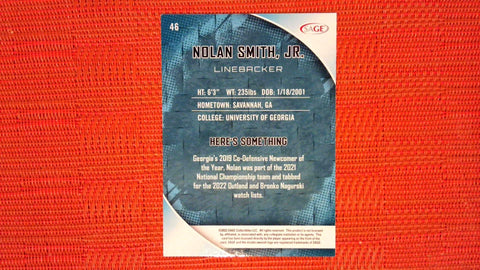 46
SAGE
NOLAN SMITH, JR.
LINEBACKER
HT: 6'3" WT: 235lbs DOB: 1/18/2001
HOMETOWN: SAVANNAH, GA
COLLEGE: UNIVERSITY OF GEORGIA
HERE'S SOMETHING
Georgia's 2019 Co-Defensive Newcomer of
the Year, Nolan was part of the 2021
National Championship team and tabbed
for the 2022 Outland and Bronko Nagurski
watch lists.